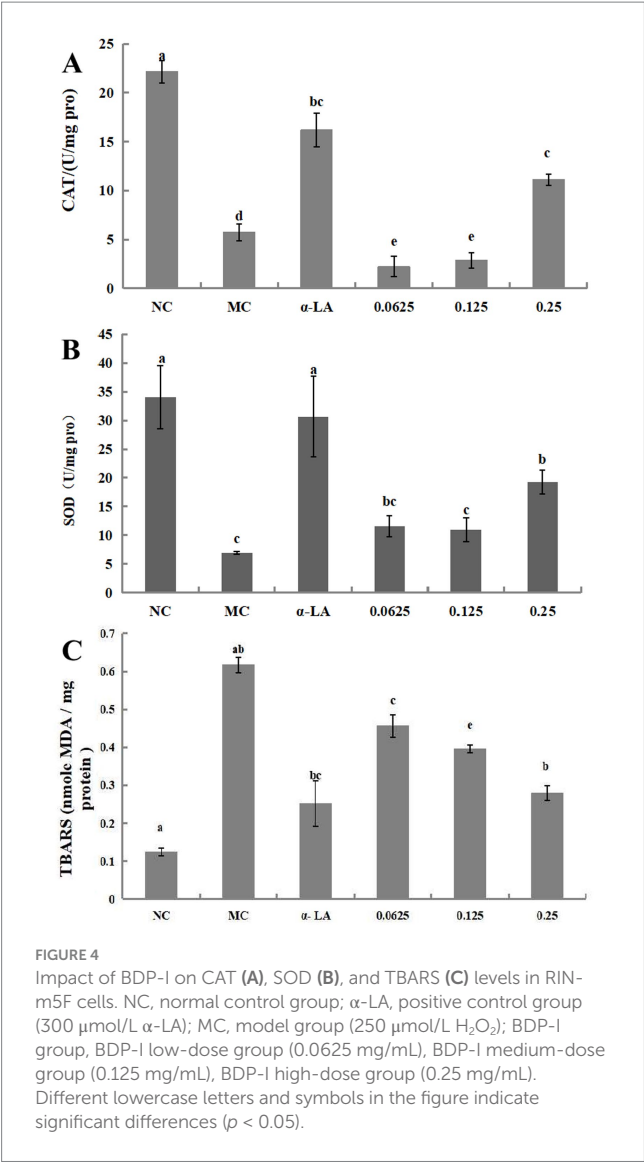 A
CAT/(U/mg pro)
25
20
15
10
5
0
a
d
bc
e
e
c
NC MC α-LA 0.0625 0.125 0.25
B
SOD（U/mg pro）
45
40
35
30
25
20
15
10
5
0
a
c
a
bc
c
b
NC MC α-LA 0.0625 0.125 0.25
C
TBARS (nmolc MDA / mg
protein )
0.7
0.6
0.5
0.4
0.3
0.2
0.1
0
a
ab
bc
c
e
b
NC MC α- LA 0.0625 0.125 0.25
FIGURE 4
Impact of BDP-I on CAT (A), SOD (B), and TBARS (C) levels in RIN-
m5F cells. NC, normal control group; α-LA, positive control group
(300 μmol/L α-LA); MC, model group (250 μmol/L H₂O₂); BDP-I
group, BDP-I low-dose group (0.0625 mg/mL), BDP-I medium-dose
group (0.125 mg/mL), BDP-I high-dose group (0.25 mg/mL).
Different lowercase letters and symbols in the figure indicate
significant differences (p < 0.05).